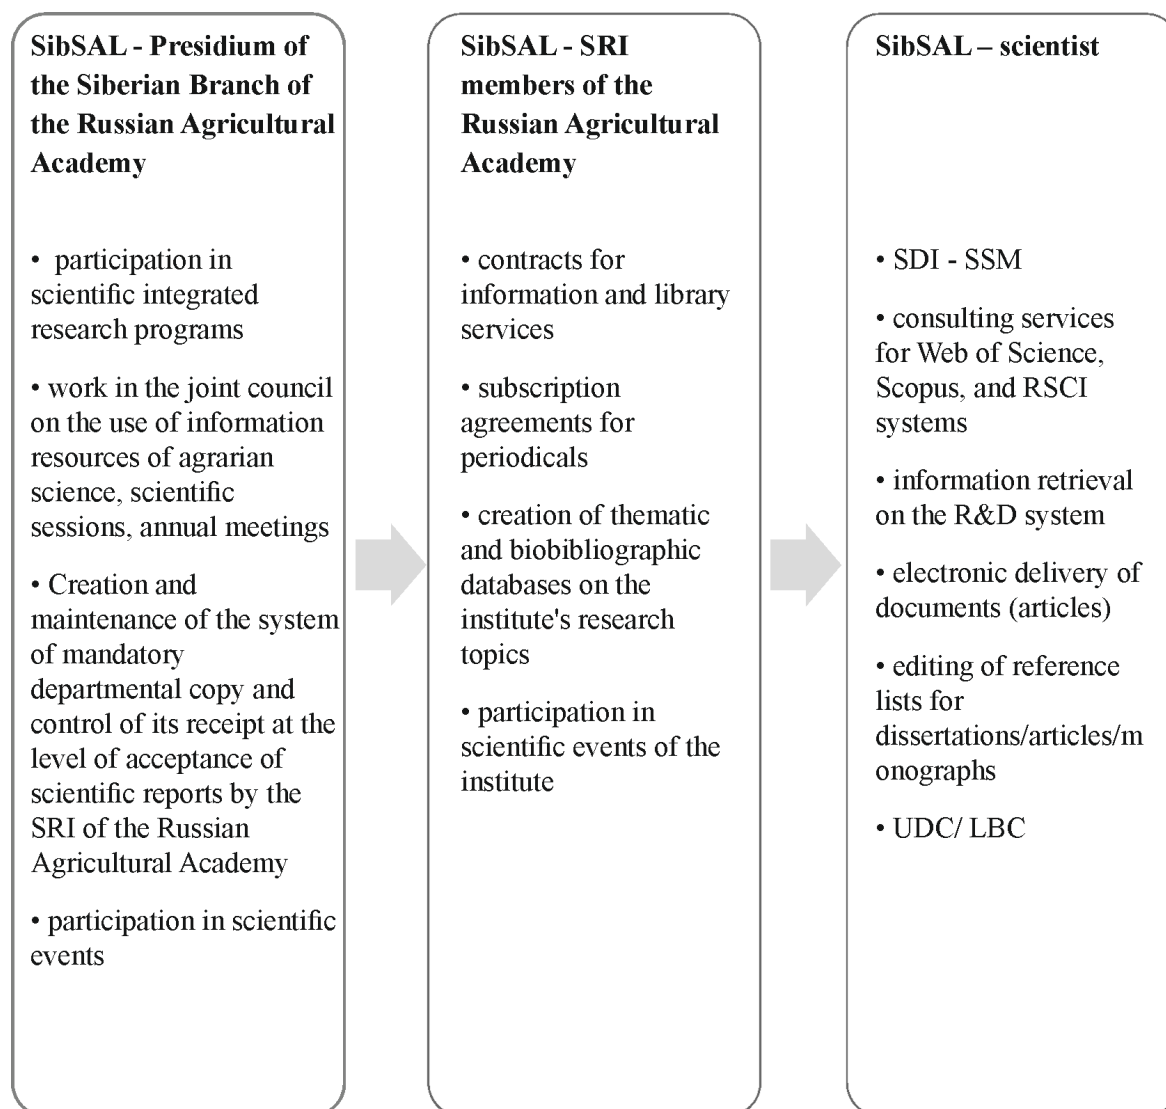 SibSAL - Presidium of
the Siberian Branch of
the Russian Agricultural
Academy
• participation in
scientific integrated
research programs
• work in the joint council
on the use of information
resources of agrarian
science, scientific
sessions, annual meetings
• Creation and
maintenance of the system
of mandatory
departmental copy and
control of its receipt at the
level of acceptance of
scientific reports by the
SRI of the Russian
Agricultural Academy
• participation in scientific
events
SibSAL - SRI
members of the
Russian Agricultural
Academy
• contracts for
information and library
services
• subscription
agreements for
periodicals
• creation of thematic
and biobibliographic
databases on the
institute's research
topics
• participation in
scientific events of the
institute
SibSAL – scientist
• SDI - SSM
• consulting services
for Web of Science,
Scopus, and RSCI
systems
• information retrieval
on the R&D system
• electronic delivery of
documents (articles)
• editing of reference
lists for
dissertations/articles/m
onographs
• UDC/ LBC